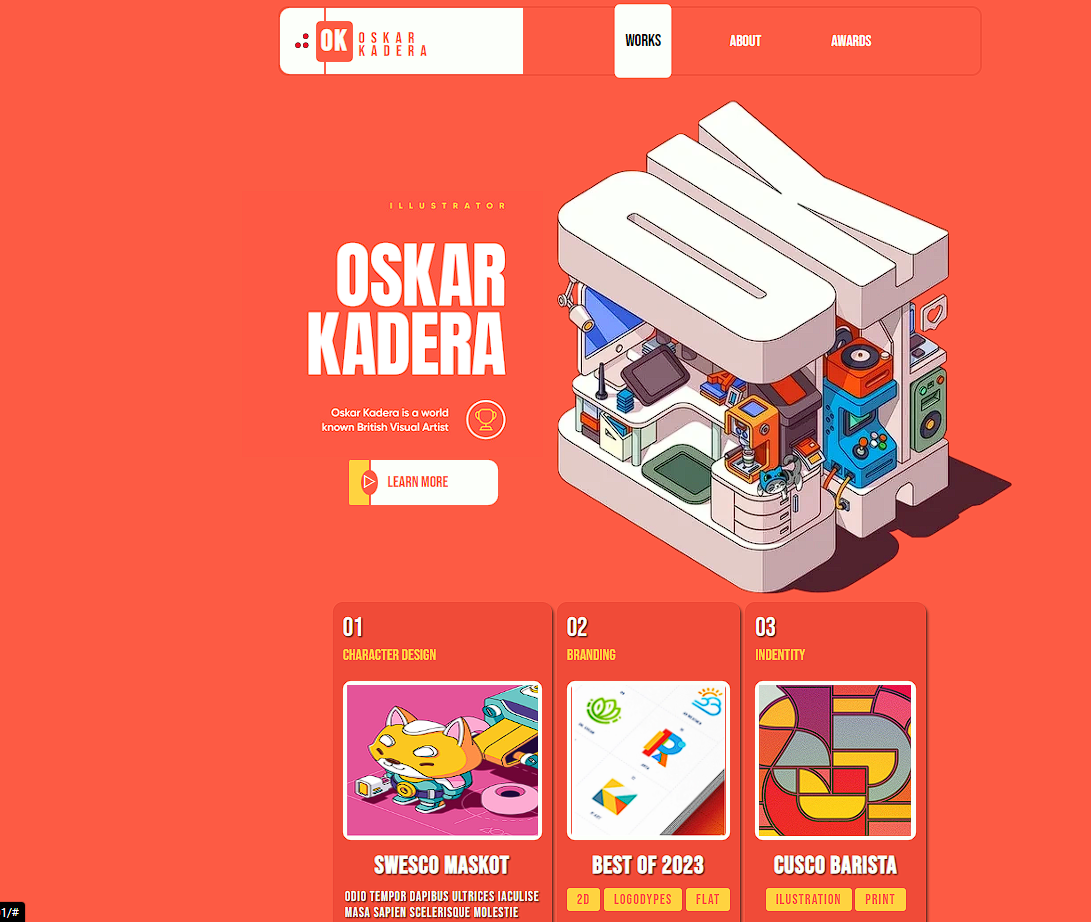 OK OSKAR
KADERA
WORKS
ABOUT
AWARDS
ILLUSTRATOR
OSKAR
KADERA
Oskar Kadera is a world
known British Visual Artist
LEARN MORE
01
CHARACTER DESIGN
SWESCO MASKOT
ODIO TEMPOR DAPIBUS ULTRICES IACULISE
MASA SAPIEN SCELERISQUE MOLESTIE
02
BRANDING
BEST OF 2023
2D
LOGODYPES
FLAT
03
INDENTITY
CUSCO BARISTA
ILUSTRATION
PRINT
1/#